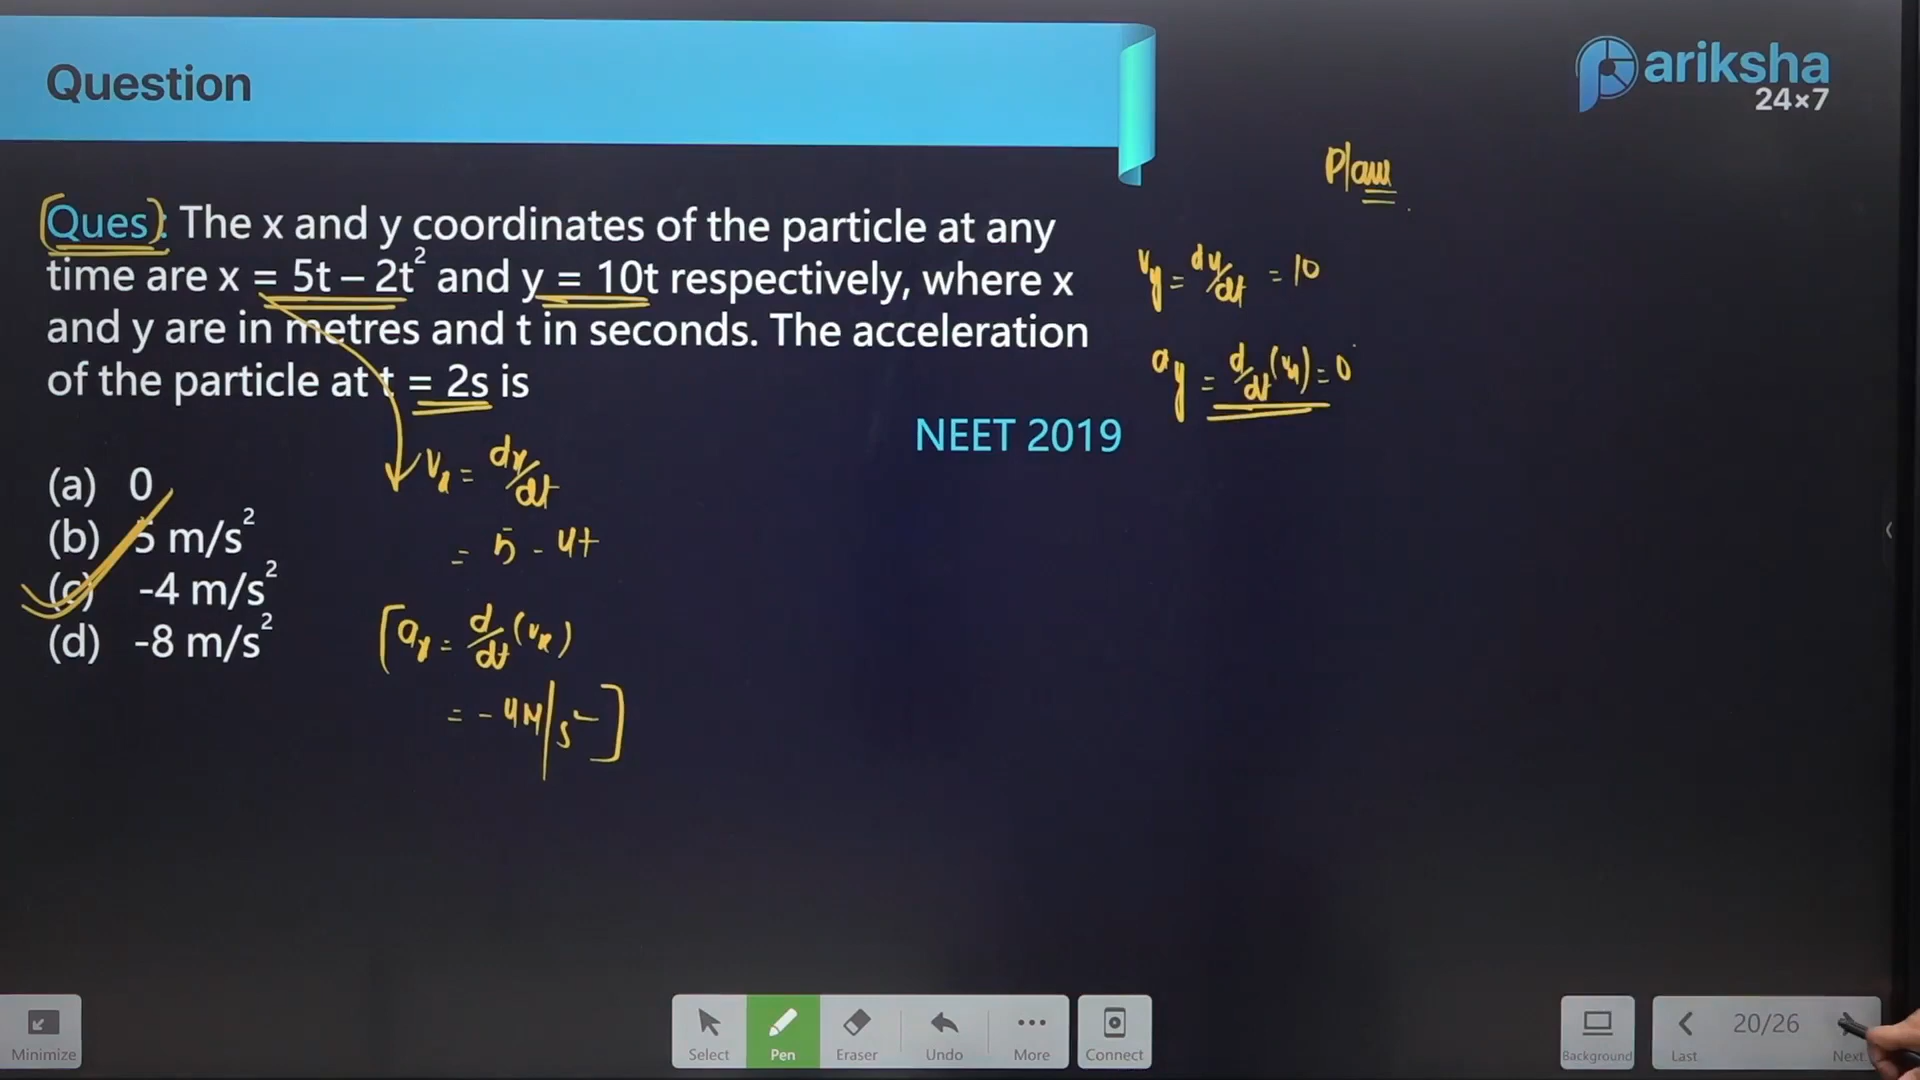 Question
ariksha
24×7
Plane
Ques: The x and y coordinates of the particle at any
time are x = 5t – 2t² and y = 10t respectively, where x
and y are in metres and t in seconds. The acceleration
of the particle at t = 2s is
NEET 2019
(a) 0
(b) 5 m/s²
(c) -4 m/s²
(d) -8 m/s²
vx = dx/dt
= 5 - 4t
ax = d/dt (vx)
= -4M/s²
vy = dy/dt = 10
ay = d/dt (vy) = 0
Minimize
Select
Pen
Eraser
Undo
More
Connect
Background
Last
20/26
Next